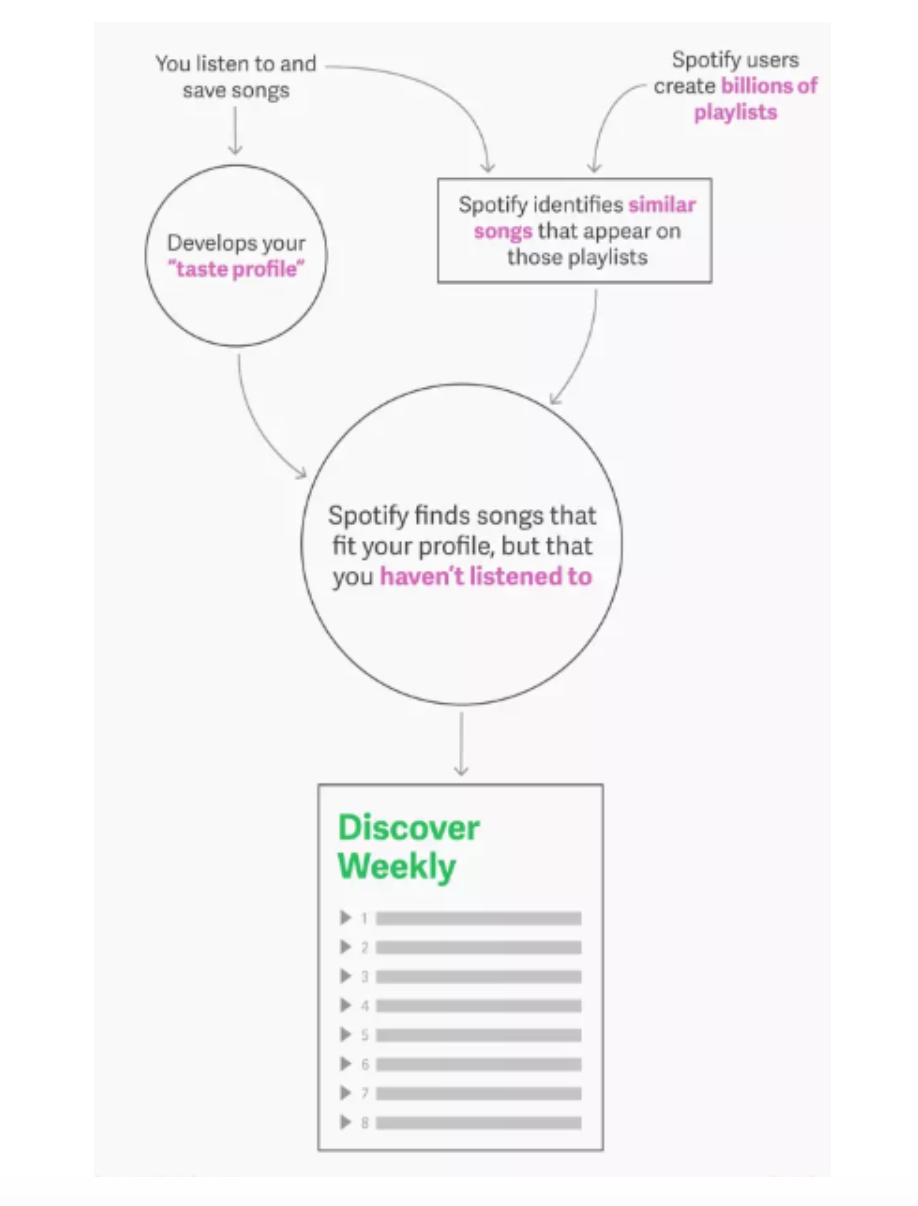 You listen to and
save songs
Spotify users
create billions of
playlists
Develops your
“taste profile”
Spotify identifies similar
songs that appear on
those playlists
Spotify finds songs that
fit your profile, but that
you haven’t listened to
Discover
Weekly
1
2
3
4
5
6
7
8